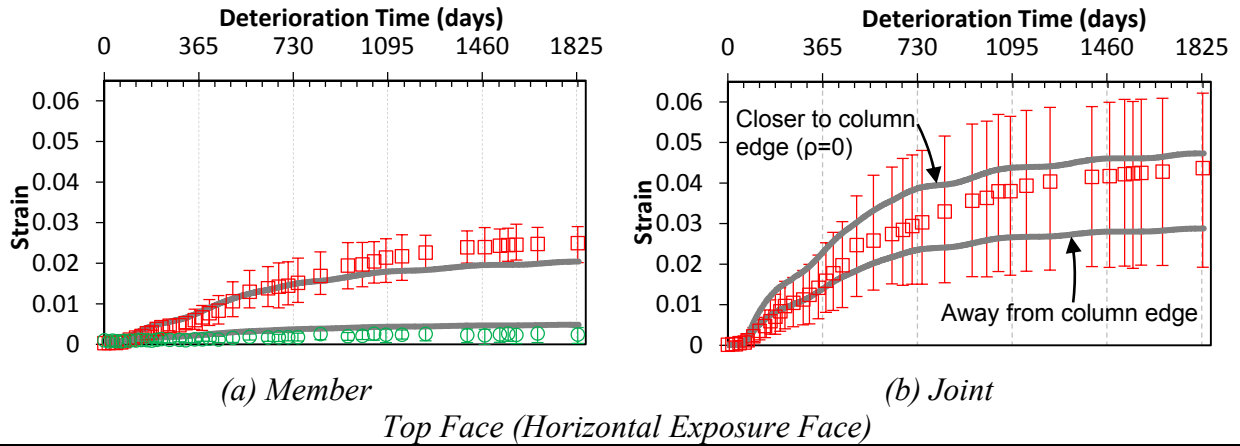 Deterioration Time (days)
0 365 730 1095 1460 1825
0.06
0.05
0.04
0.03
0.02
0.01
0
Strain
(a) Member
Deterioration Time (days)
0 365 730 1095 1460 1825
0.06
0.05
0.04
0.03
0.02
0.01
0
Strain
Closer to column
edge (ρ=0)
Away from column edge
(b) Joint
Top Face (Horizontal Exposure Face)